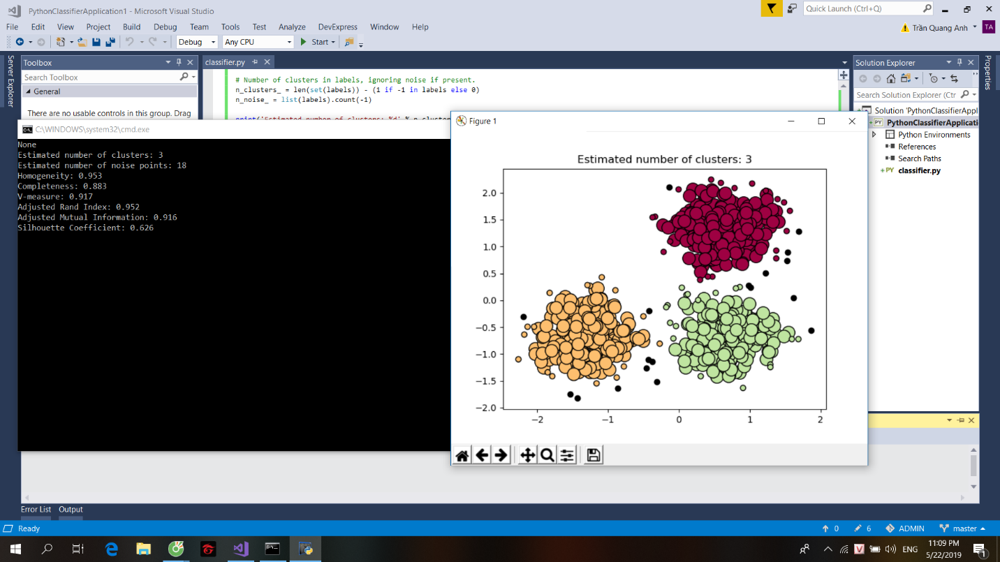 PythonClassifierApplication1 - Microsoft Visual Studio
Quick Launch (Ctrl+Q)
File Edit View Project Build Debug Team Tools Test Analyze DevExpress Window Help
Trần Quang Anh TA
Debug Any CPU Start
Server Explorer
Toolbox
Search Toolbox
General
There are no usable controls in this group. Drag
classifier.py
# Number of clusters in labels, ignoring noise if present.
n_clusters_ = len(set(labels)) - (1 if -1 in labels else 0)
n_noise_ = list(labels).count(-1)
print('Estimated number of clusters: %d' % n_cluster
Solution Explorer
Search Solution Explorer (Ctr
Solution 'PythonClassifierAppl
PY PythonClassifierApplicati
Python Environments
References
Search Paths
+PY classifier.py
Properties
C:\WINDOWS\system32\cmd.exe
None
Estimated number of clusters: 3
Estimated number of noise points: 18
Homogeneity: 0.953
Completeness: 0.883
V-measure: 0.917
Adjusted Rand Index: 0.952
Adjusted Mutual Information: 0.916
Silhouette Coefficient: 0.626
Figure 1
Estimated number of clusters: 3
2.0
1.5
1.0
0.5
0.0
−0.5
−1.0
−1.5
−2.0
−2 −1 0 1 2
Error List Output
Ready
0 6 ADMIN master
ENG
11:09 PM
5/22/2019
1